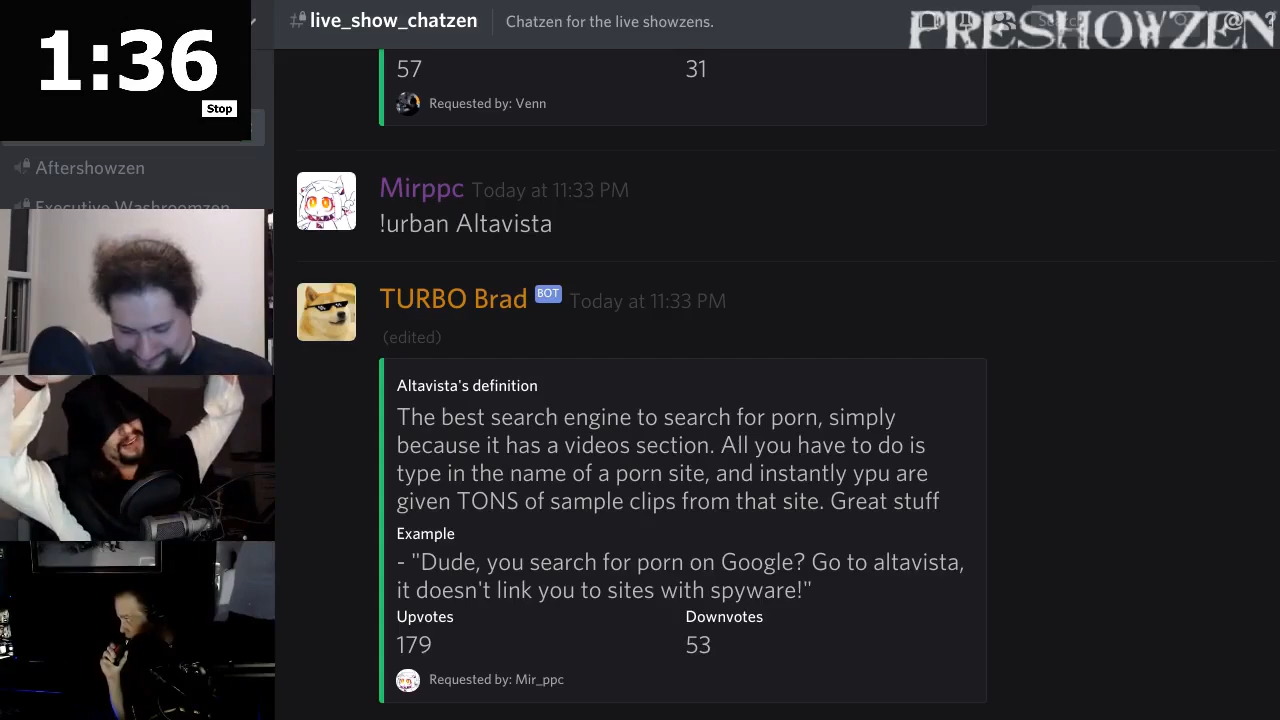 1:36
Stop
live_show_chatzen
Chatzen for the live showzens.
PRESHOWZEN
57
31
Requested by: Venn
Aftershowzen
Executive Washroomzen
Mirppc Today at 11:33 PM
!urban Altavista
TURBO Brad BOT Today at 11:33 PM
(edited)
Altavista's definition
The best search engine to search for porn, simply
because it has a videos section. All you have to do is
type in the name of a porn site, and instantly ypu are
given TONS of sample clips from that site. Great stuff
Example
- "Dude, you search for porn on Google? Go to altavista,
it doesn't link you to sites with spyware!"
Upvotes
Downvotes
179
53
Requested by: Mir_ppc